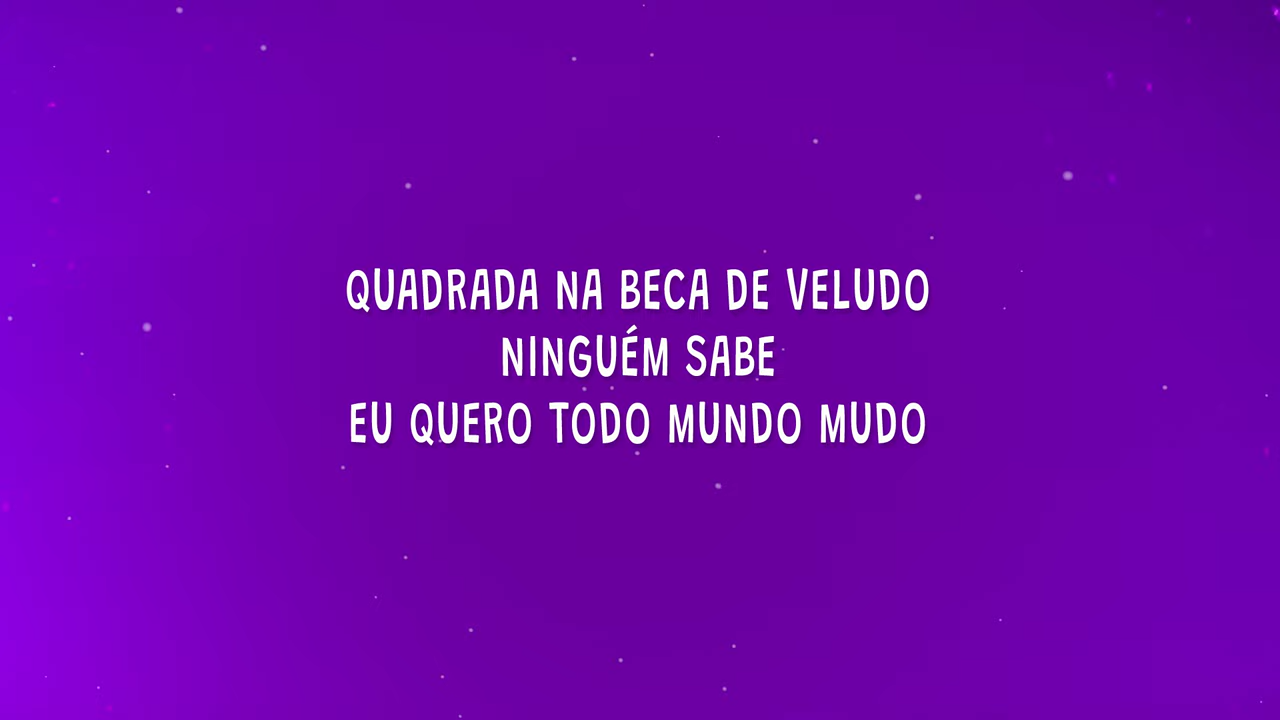 QUADRADA NA BECA DE VELUDO
NINGUÉM SABE
EU QUERO TODO MUNDO MUDO